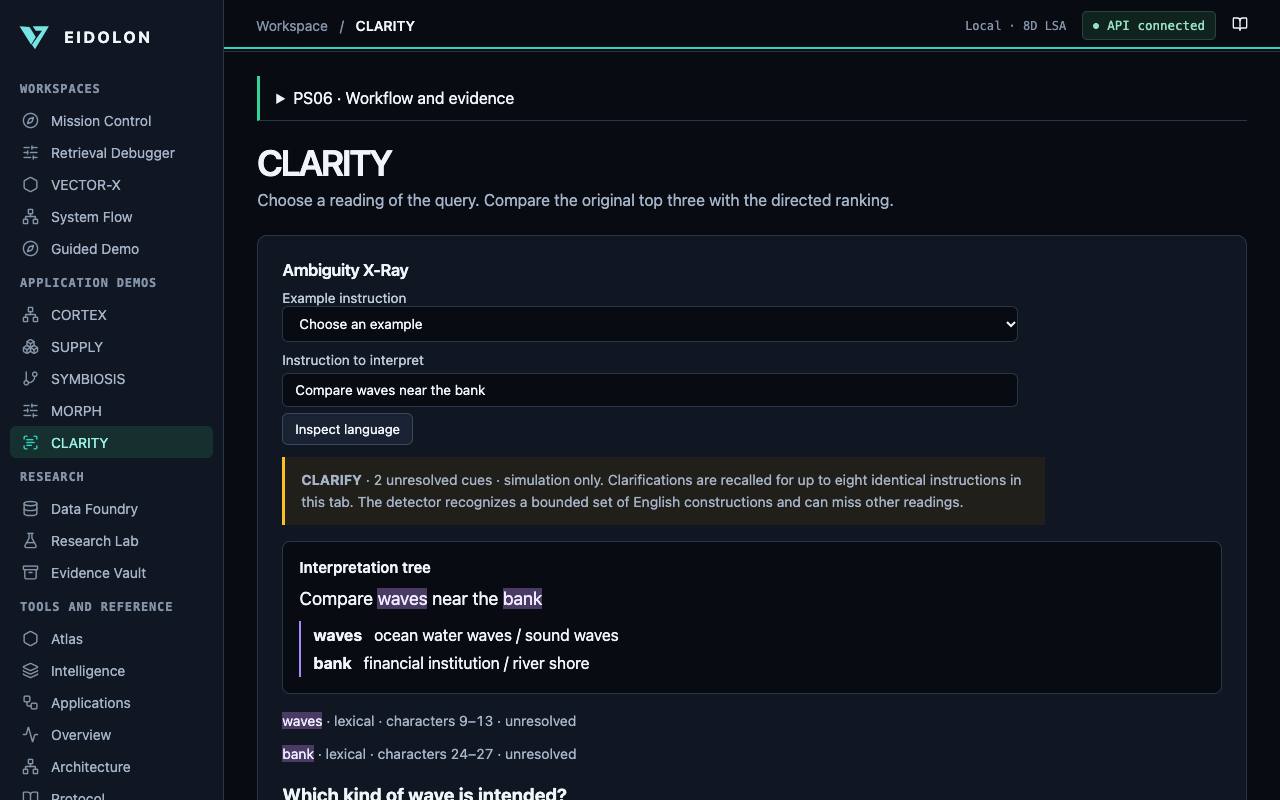 EIDOLON
Workspace / CLARITY
Local · 8D LSA
API connected
WORKSPACES
Mission Control
Retrieval Debugger
VECTOR-X
System Flow
Guided Demo
APPLICATION DEMOS
CORTEX
SUPPLY
SYMBIOSIS
MORPH
CLARITY
RESEARCH
Data Foundry
Research Lab
Evidence Vault
TOOLS AND REFERENCE
Atlas
Intelligence
Applications
Overview
Architecture
Protocol
PS06 · Workflow and evidence
CLARITY
Choose a reading of the query. Compare the original top three with the directed ranking.
Ambiguity X-Ray
Example instruction
Choose an example
Instruction to interpret
Compare waves near the bank
Inspect language
CLARIFY · 2 unresolved cues · simulation only. Clarifications are recalled for up to eight identical instructions in
this tab. The detector recognizes a bounded set of English constructions and can miss other readings.
Interpretation tree
Compare waves near the bank
waves ocean water waves / sound waves
bank financial institution / river shore
waves · lexical · characters 9–13 · unresolved
bank · lexical · characters 24–27 · unresolved
Which kind of wave is intended?